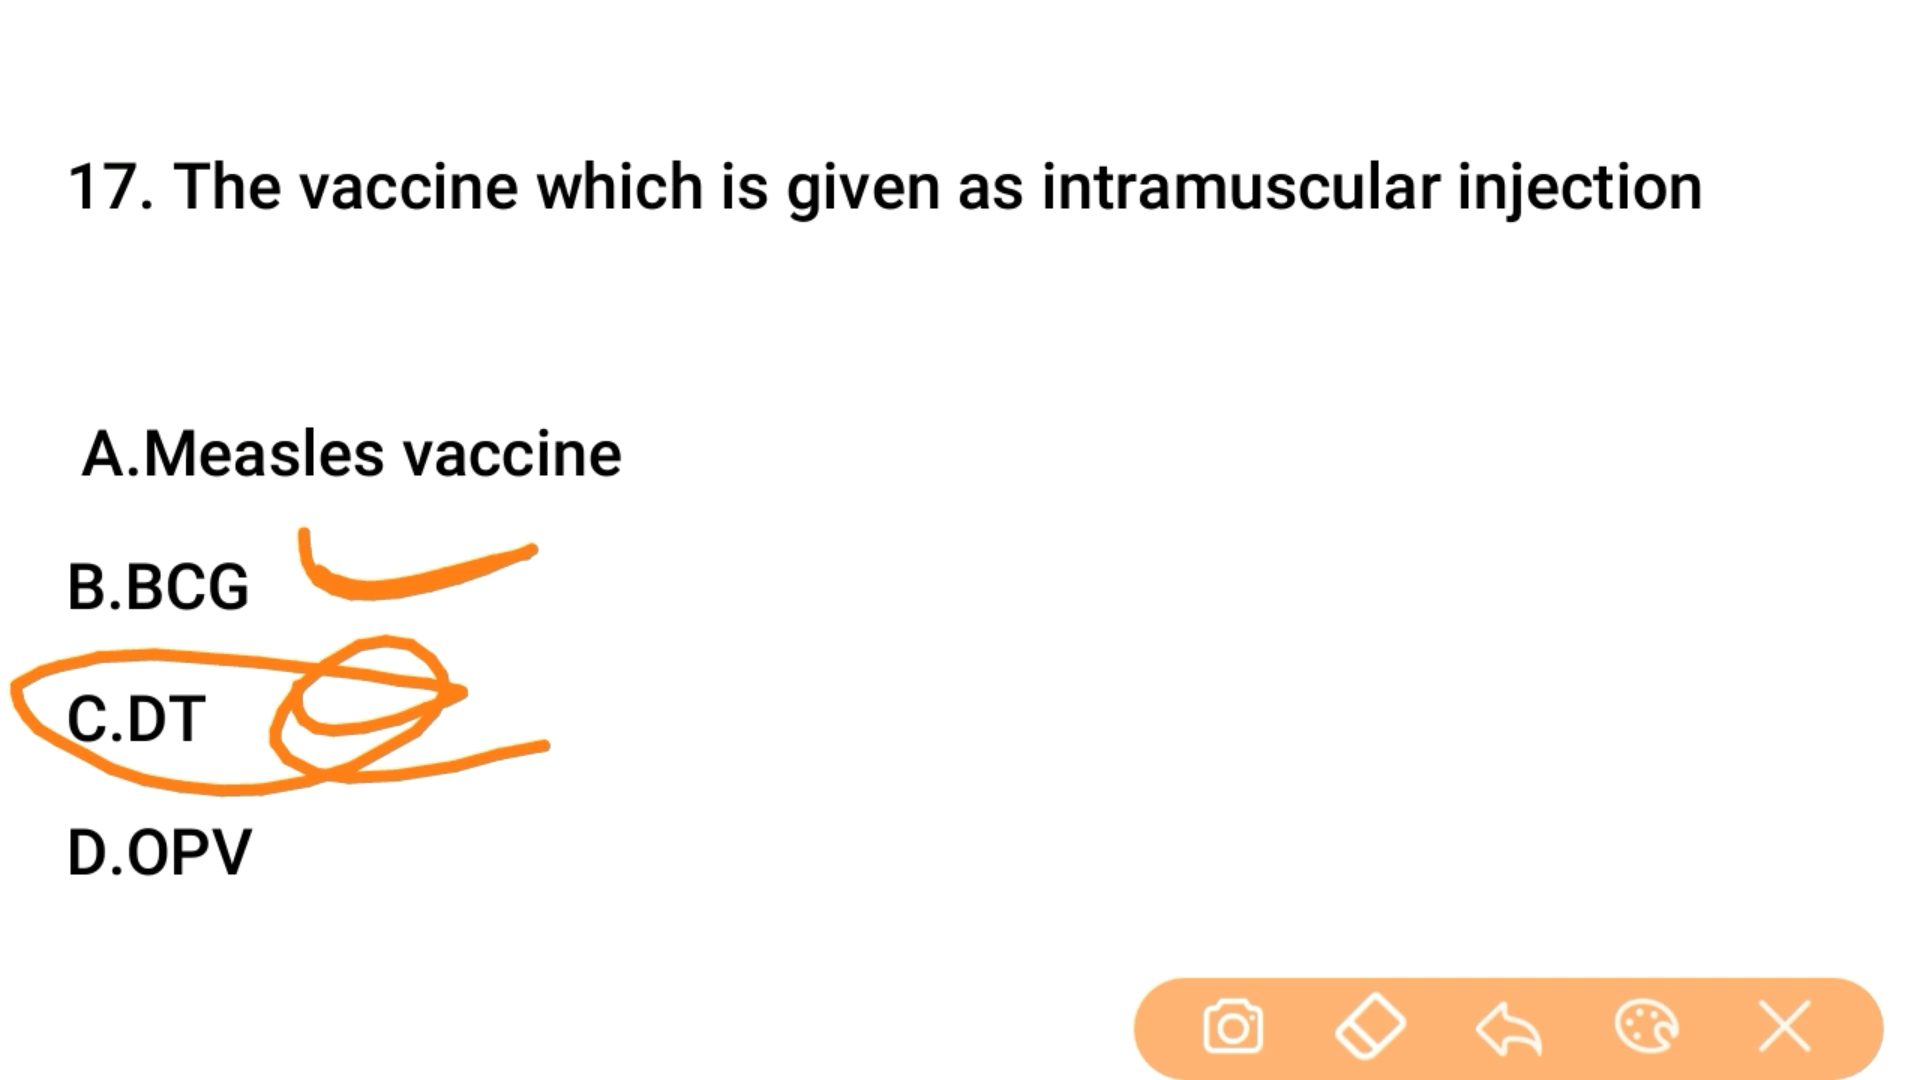 17. The vaccine which is given as intramuscular injection
A.Measles vaccine
B.BCG
C.DT
D.OPV